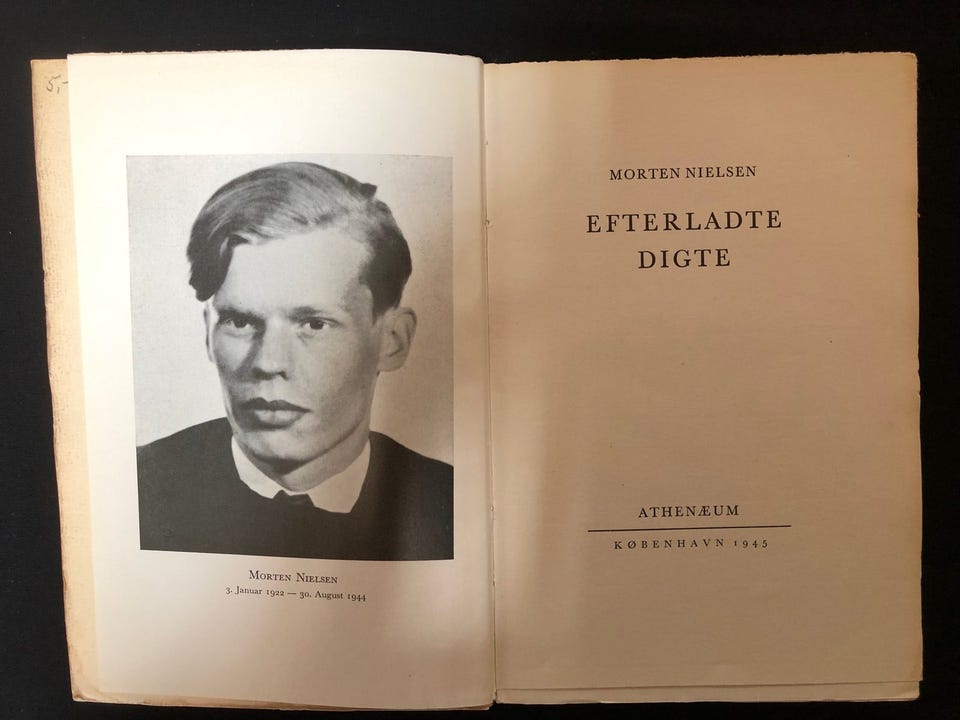 5,-
MORTEN NIELSEN
3. Januar 1922 — 30. August 1944
MORTEN NIELSEN
EFTERLADTE
DIGTE
ATHENÆUM
KØBENHAVN 1945